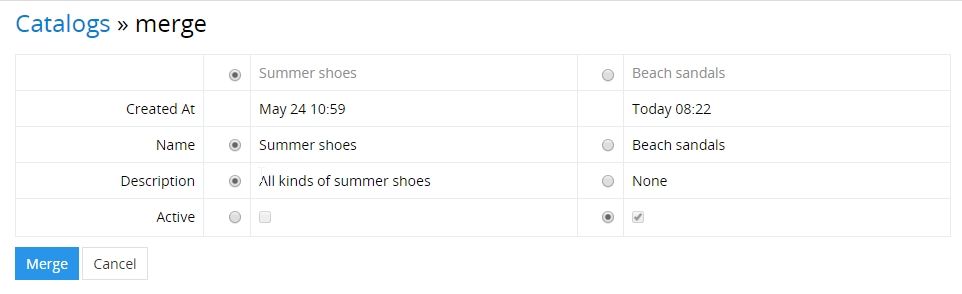 Catalogs » merge
Summer shoes Beach sandals
Created At May 24 10:59 Today 08:22
Name Summer shoes Beach sandals
Description All kinds of summer shoes None
Active
Merge Cancel